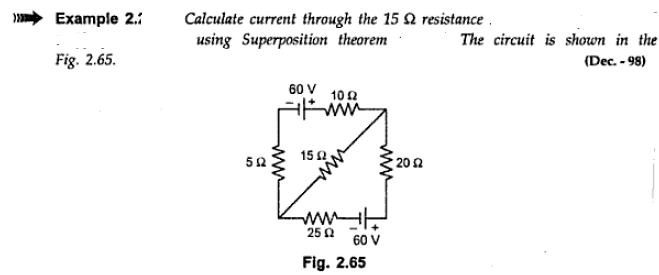 Example 2. Calculate current through the 15 Ω resistance .
using Superposition theorem The circuit is shown in the
Fig. 2.65. (Dec. - 98)
60 V 10 Ω
- +
5 Ω 15 Ω 20 Ω
25 Ω - +
60 V
Fig. 2.65